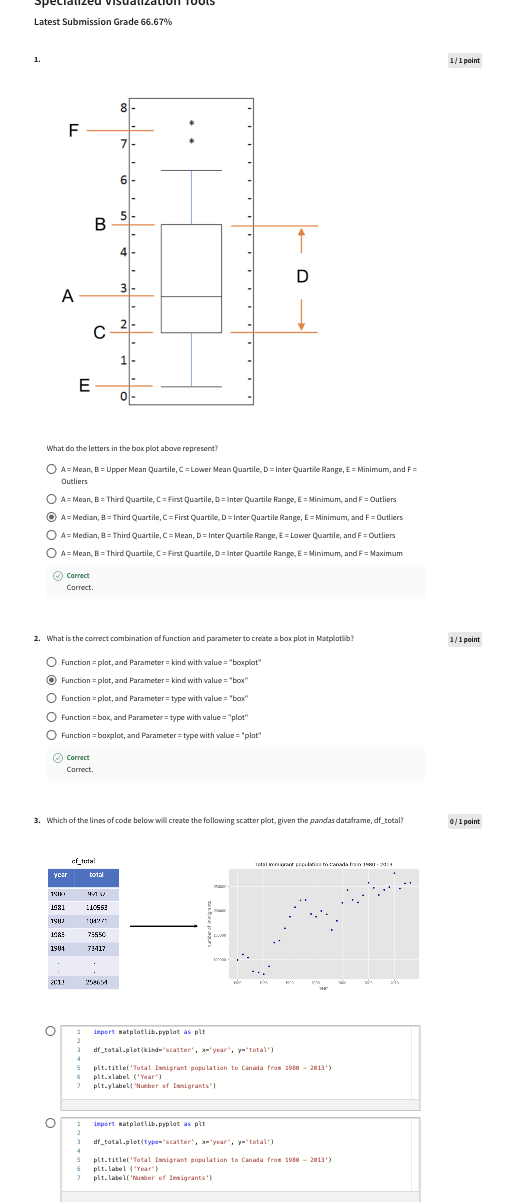 Specialized Visualization Tools
Latest Submission Grade 66.67%
1.
1 / 1 point
8
7
6
5
4
3
2
1
0
F
B
A
C
E
D
*
*
What do the letters in the box plot above represent?
A = Mean, B = Upper Mean Quartile, C = Lower Mean Quartile, D = Inter Quartile Range, E = Minimum, and F =
Outliers
A = Mean, B = Third Quartile, C = First Quartile, D = Inter Quartile Range, E = Minimum, and F = Outliers
A = Median, B = Third Quartile, C = First Quartile, D = Inter Quartile Range, E = Minimum, and F = Outliers
A = Median, B = Third Quartile, C = Mean, D = Inter Quartile Range, E = Lower Quartile, and F = Outliers
A = Mean, B = Third Quartile, C = First Quartile, D = Inter Quartile Range, E = Minimum, and F = Maximum
Correct
Correct.
2. What is the correct combination of function and parameter to create a box plot in Matplotlib?
1 / 1 point
Function = plot, and Parameter = kind with value = "boxplot"
Function = plot, and Parameter = kind with value = "box"
Function = plot, and Parameter = type with value = "box"
Function = box, and Parameter = type with value = "plot"
Function = boxplot, and Parameter = type with value = "plot"
Correct
Correct.
3. Which of the lines of code below will create the following scatter plot, given the pandas dataframe, df_total?
0 / 1 point
df_total
year total
1980 99137
1981 110563
1982 104271
1983 75550
1984 73417
. .
. .
2013 258654
Total Immigrant population to Canada from 1980 - 2013
Number of Immigrants
Year
1 import matplotlib.pyplot as plt
2
3 df_total.plot(kind='scatter', x='year', y='total')
4
5 plt.title('Total Immigrant population to Canada from 1980 - 2013')
6 plt.xlabel ('Year')
7 plt.ylabel('Number of Immigrants')
1 import matplotlib.pyplot as plt
2
3 df_total.plot(type='scatter', x='year', y='total')
4
5 plt.title('Total Immigrant population to Canada from 1980 - 2013')
6 plt.label ('Year')
7 plt.label('Number of Immigrants')